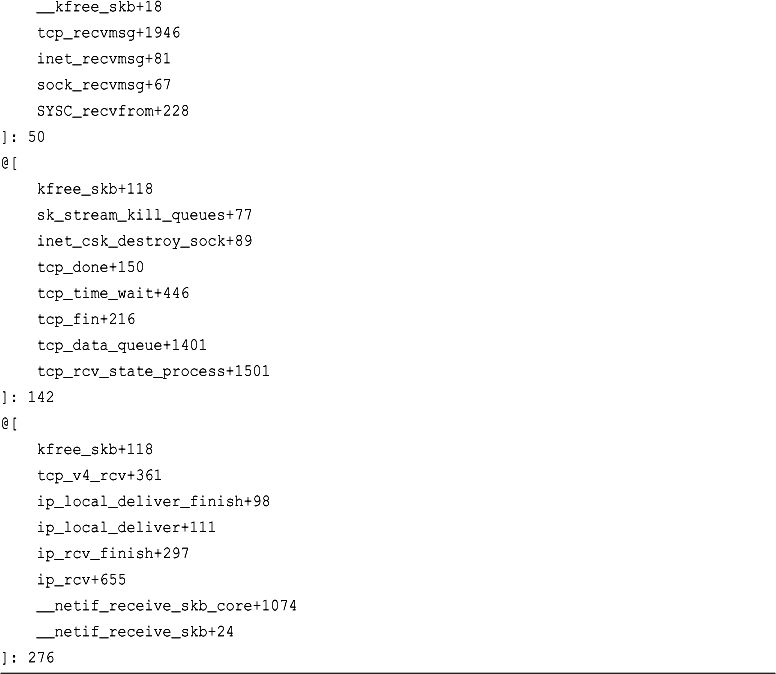 __kfree_skb+18
    tcp_recvmsg+1946
    inet_recvmsg+81
    sock_recvmsg+67
    SYSC_recvfrom+228
]: 50
@[
    kfree_skb+118
    sk_stream_kill_queues+77
    inet_csk_destroy_sock+89
    tcp_done+150
    tcp_time_wait+446
    tcp_fin+216
    tcp_data_queue+1401
    tcp_rcv_state_process+1501
]: 142
@[
    kfree_skb+118
    tcp_v4_rcv+361
    ip_local_deliver_finish+98
    ip_local_deliver+111
    ip_rcv_finish+297
    ip_rcv+655
    __netif_receive_skb_core+1074
    __netif_receive_skb+24
]: 276